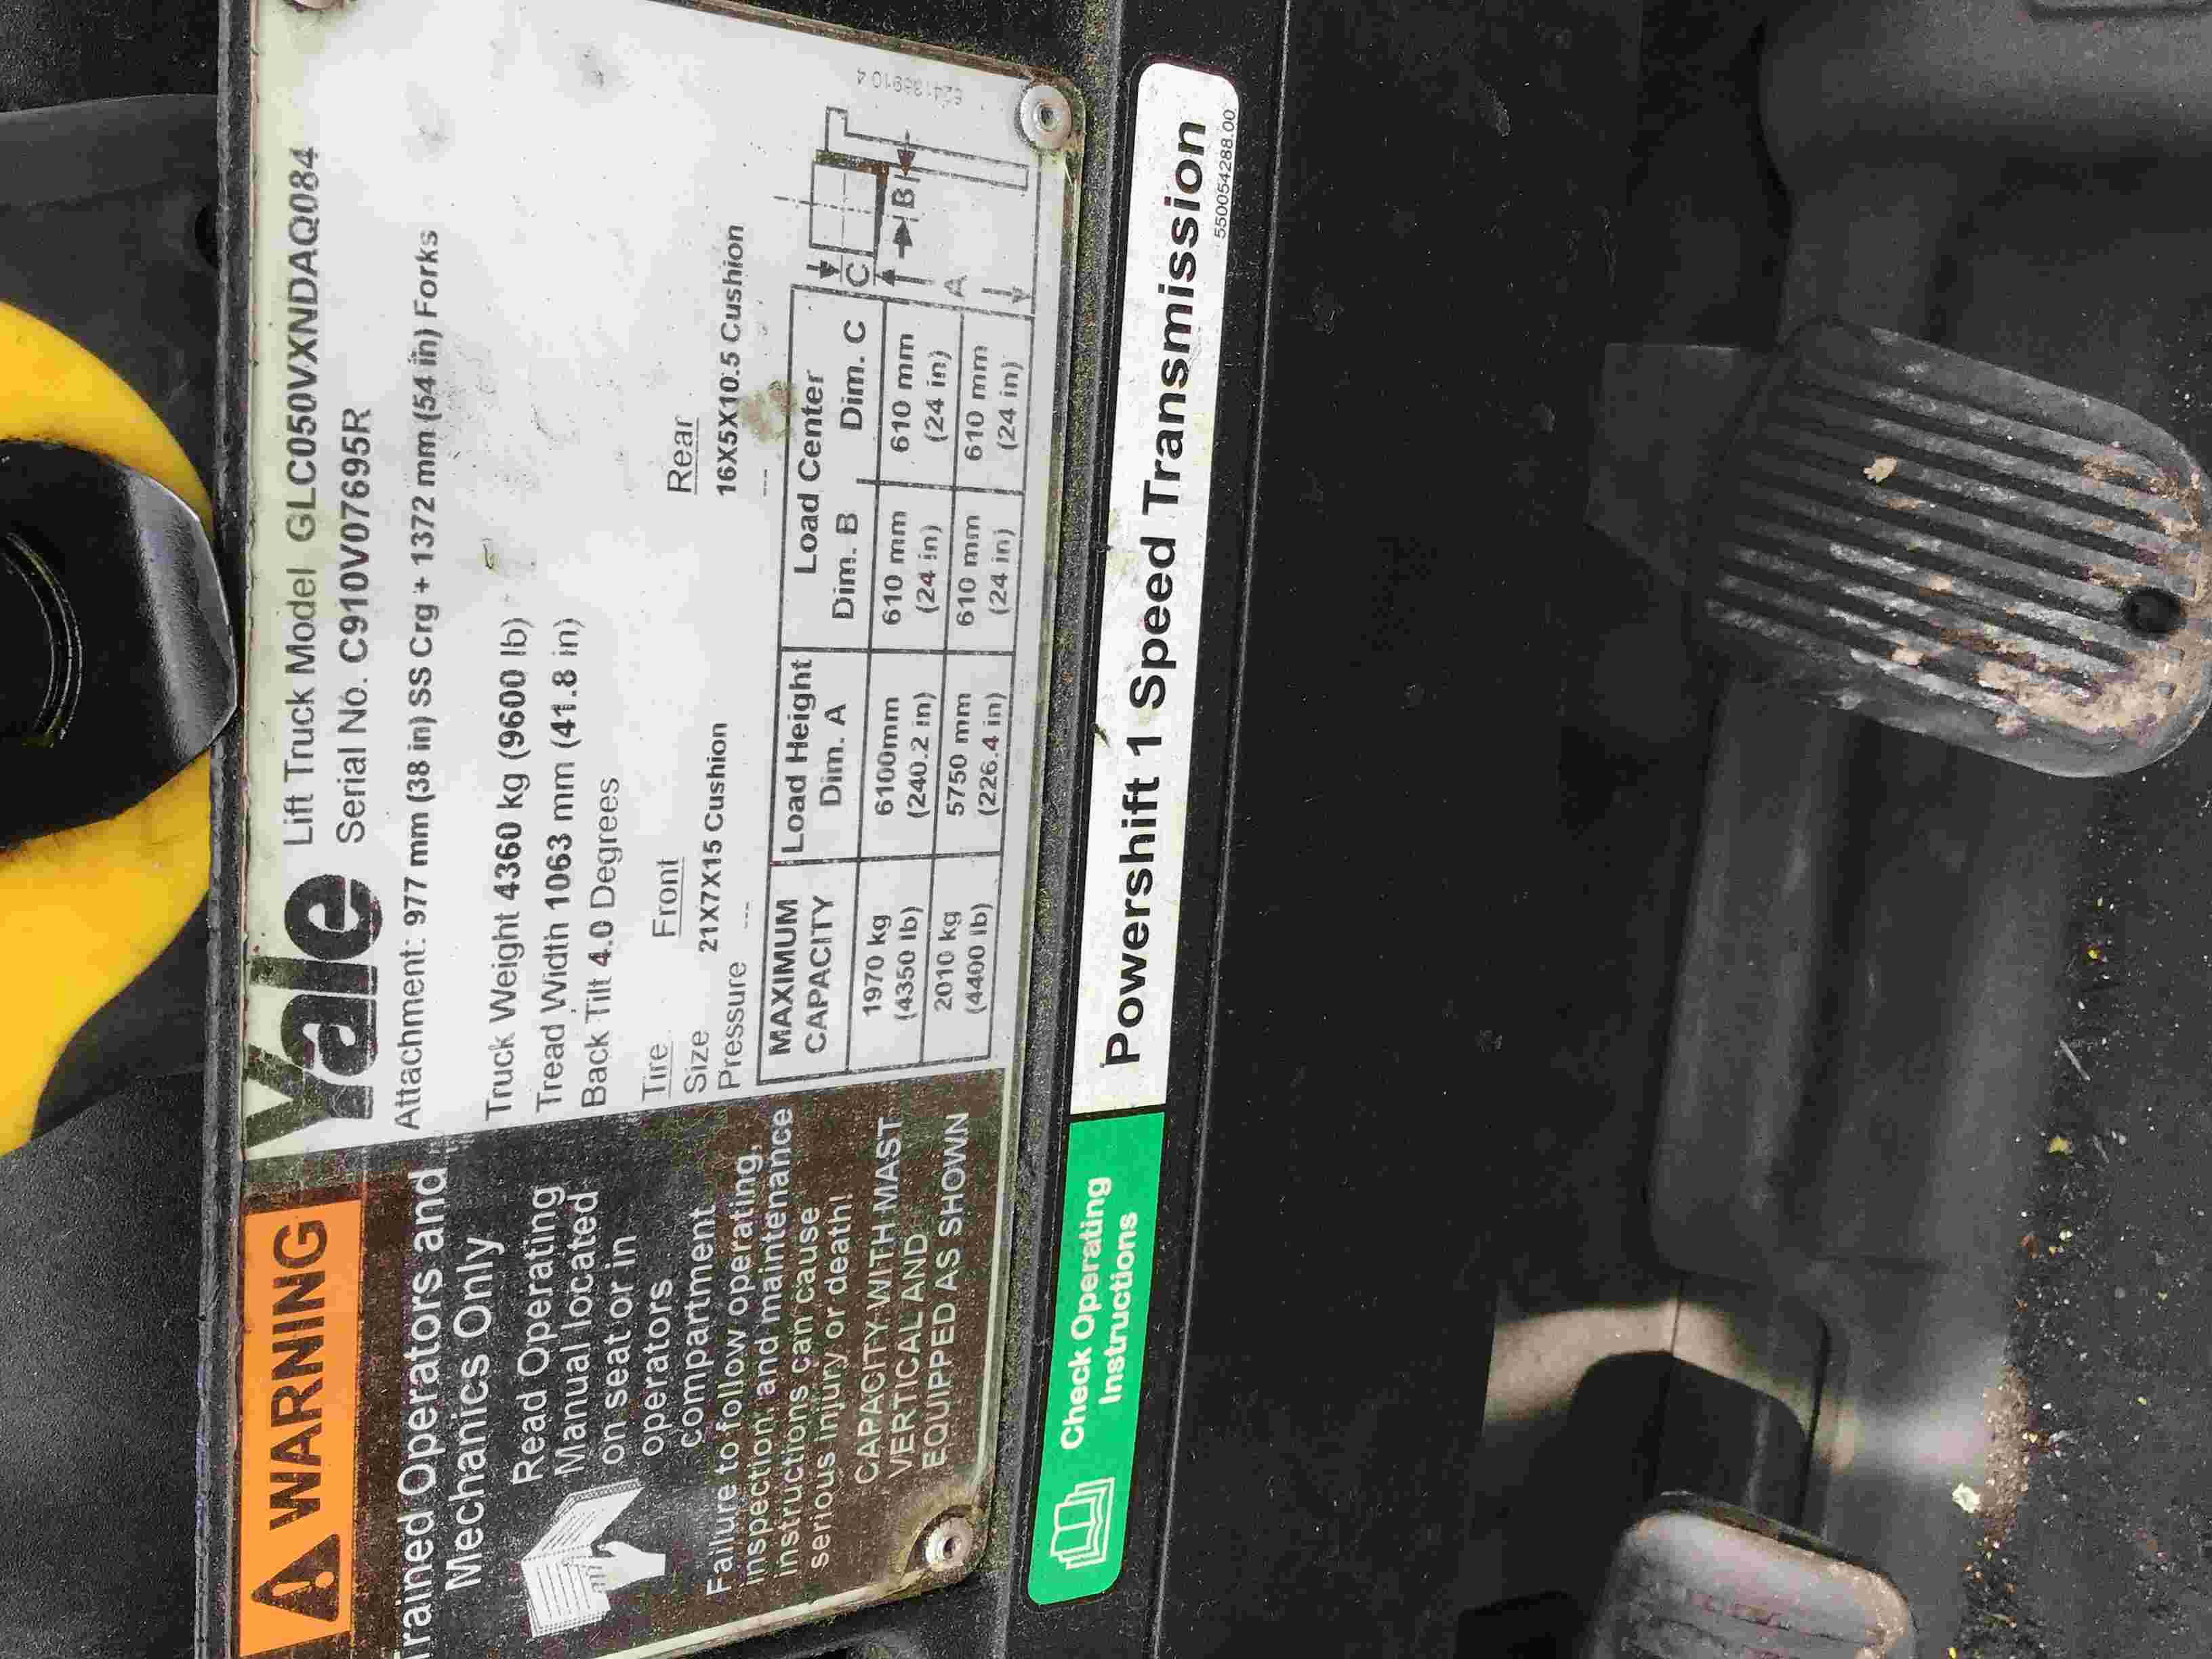 WARNING
Trained Operators and
Mechanics Only
Read Operating
Manual located
on seat or in
operators
compartment
Failure to follow operating,
inspection, and maintenance
instructions can cause
serious injury or death!
CAPACITY WITH MAST
VERTICAL AND
EQUIPPED AS SHOWN
Yale
Lift Truck Model GLC050VXNDAQ084
Serial No. C910V07695R
Attachment: 977 mm (38 in) SS Crg + 1372 mm (54 in) Forks
Truck Weight 4360 kg (9600 lb)
Tread Width 1063 mm (41.8 in)
Back Tilt 4.0 Degrees
Tire Front Rear
Size 21X7X15 Cushion 16X5X10.5 Cushion
Pressure --- ---
MAXIMUM Load Height Load Center
CAPACITY Dim. A Dim. B Dim. C
1970 kg 6100mm 610 mm 610 mm
(4350 lb) (240.2 in) (24 in) (24 in)
2010 kg 5750 mm 610 mm 610 mm
(4400 lb) (226.4 in) (24 in) (24 in)
C
B
A
Check Operating
Instructions
Powershift 1 Speed Transmission
550054288.00